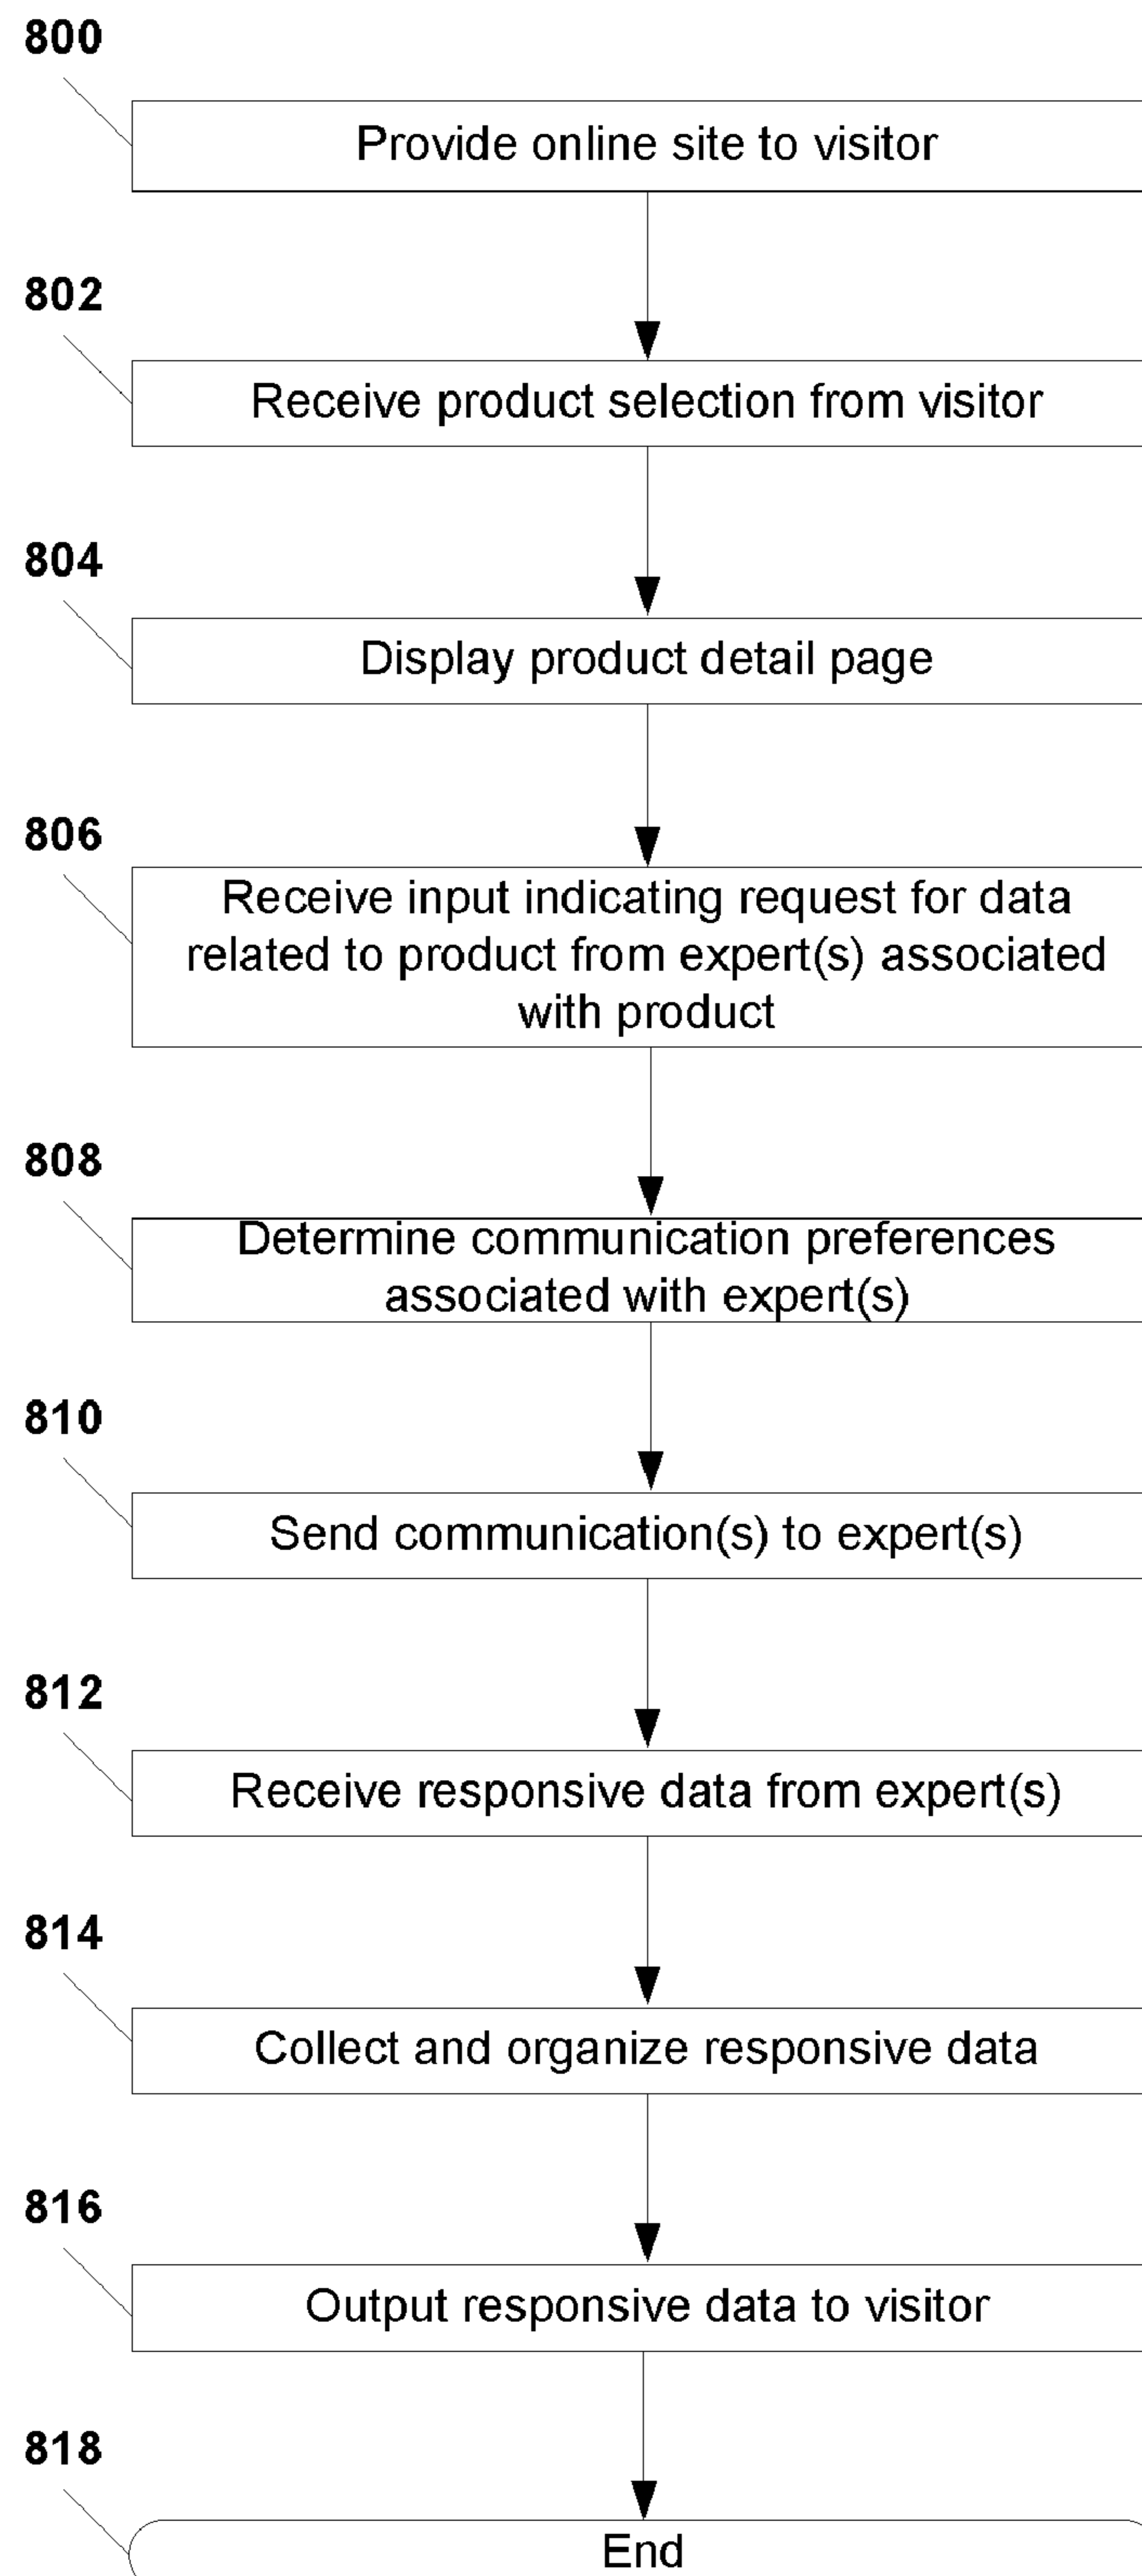 800
Provide online site to visitor
802
Receive product selection from visitor
804
Display product detail page
806
Receive input indicating request for data
related to product from expert(s) associated
with product
808
Determine communication preferences
associated with expert(s)
810
Send communication(s) to expert(s)
812
Receive responsive data from expert(s)
814
Collect and organize responsive data
816
Output responsive data to visitor
818
End